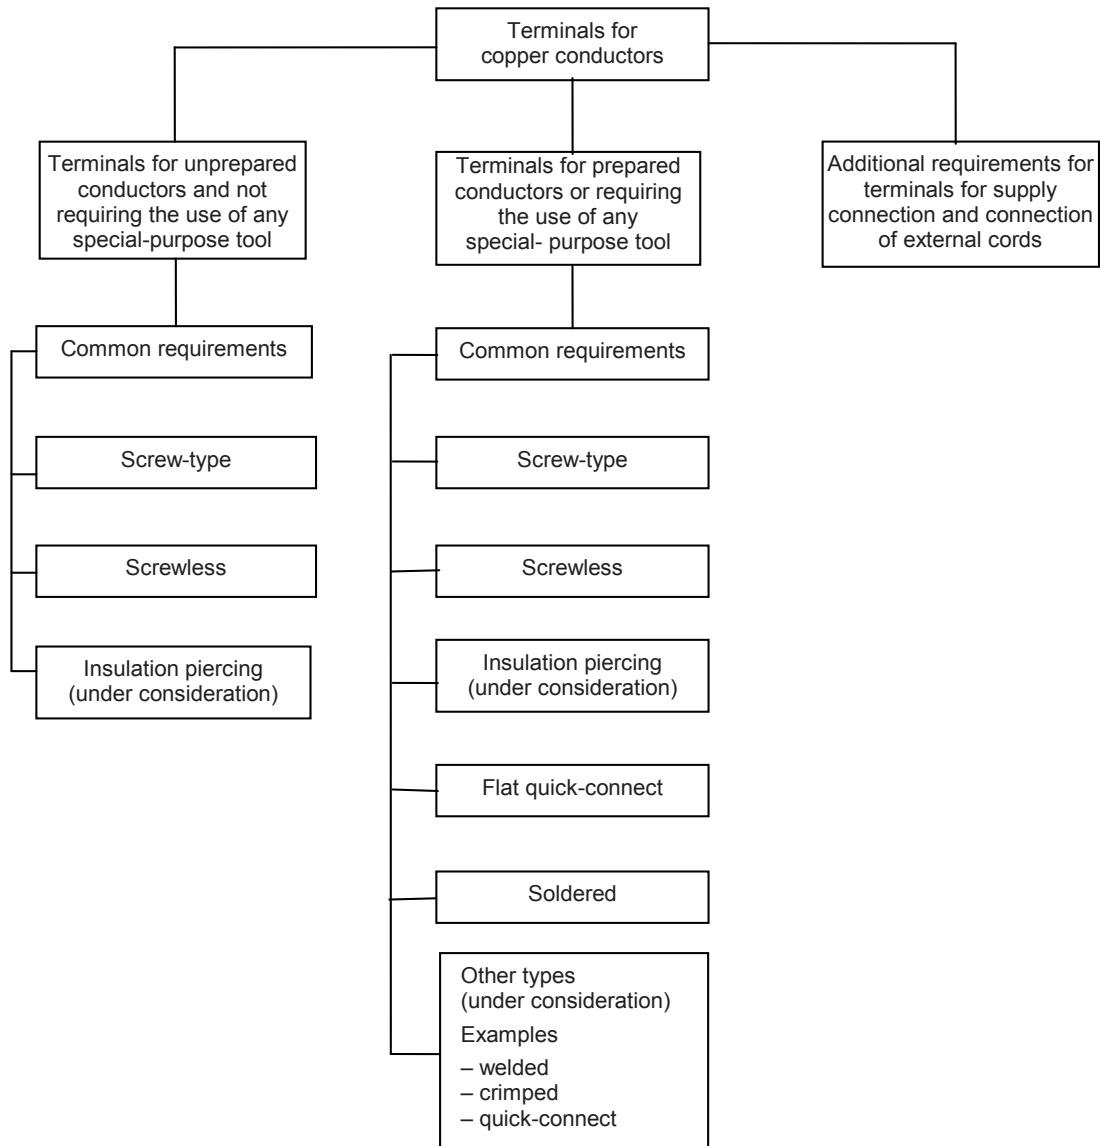 Terminals for
copper conductors
Terminals for unprepared
conductors and not
requiring the use of any
special-purpose tool
Terminals for prepared
conductors or requiring
the use of any
special- purpose tool
Additional requirements for
terminals for supply
connection and connection
of external cords
Common requirements
Screw-type
Screwless
Insulation piercing
(under consideration)
Common requirements
Screw-type
Screwless
Insulation piercing
(under consideration)
Flat quick-connect
Soldered
Other types
(under consideration)
Examples
– welded
– crimped
– quick-connect